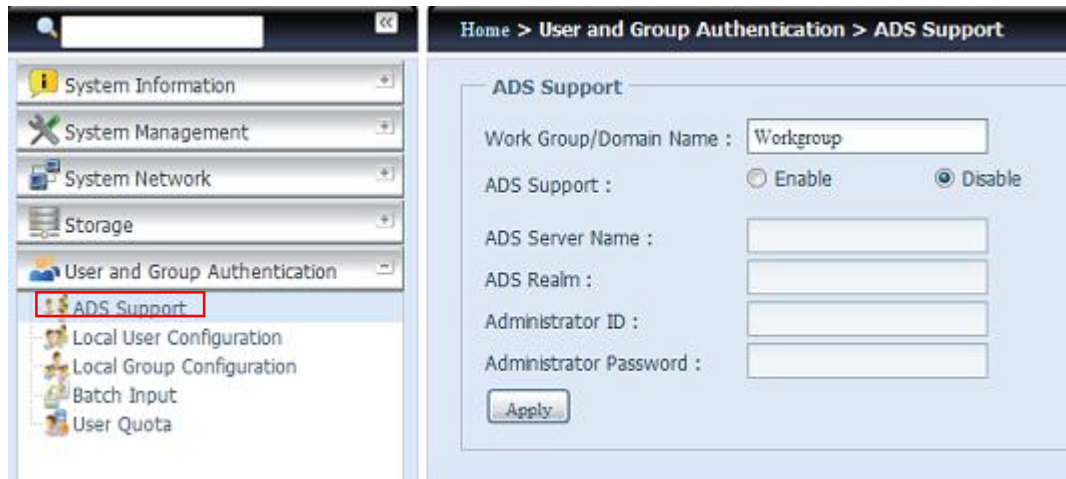 Home > User and Group Authentication > ADS Support
System Information
System Management
System Network
Storage
User and Group Authentication
ADS Support
Local User Configuration
Local Group Configuration
Batch Input
User Quota
ADS Support
Work Group/Domain Name : Workgroup
ADS Support : Enable Disable
ADS Server Name :
ADS Realm :
Administrator ID :
Administrator Password :
Apply